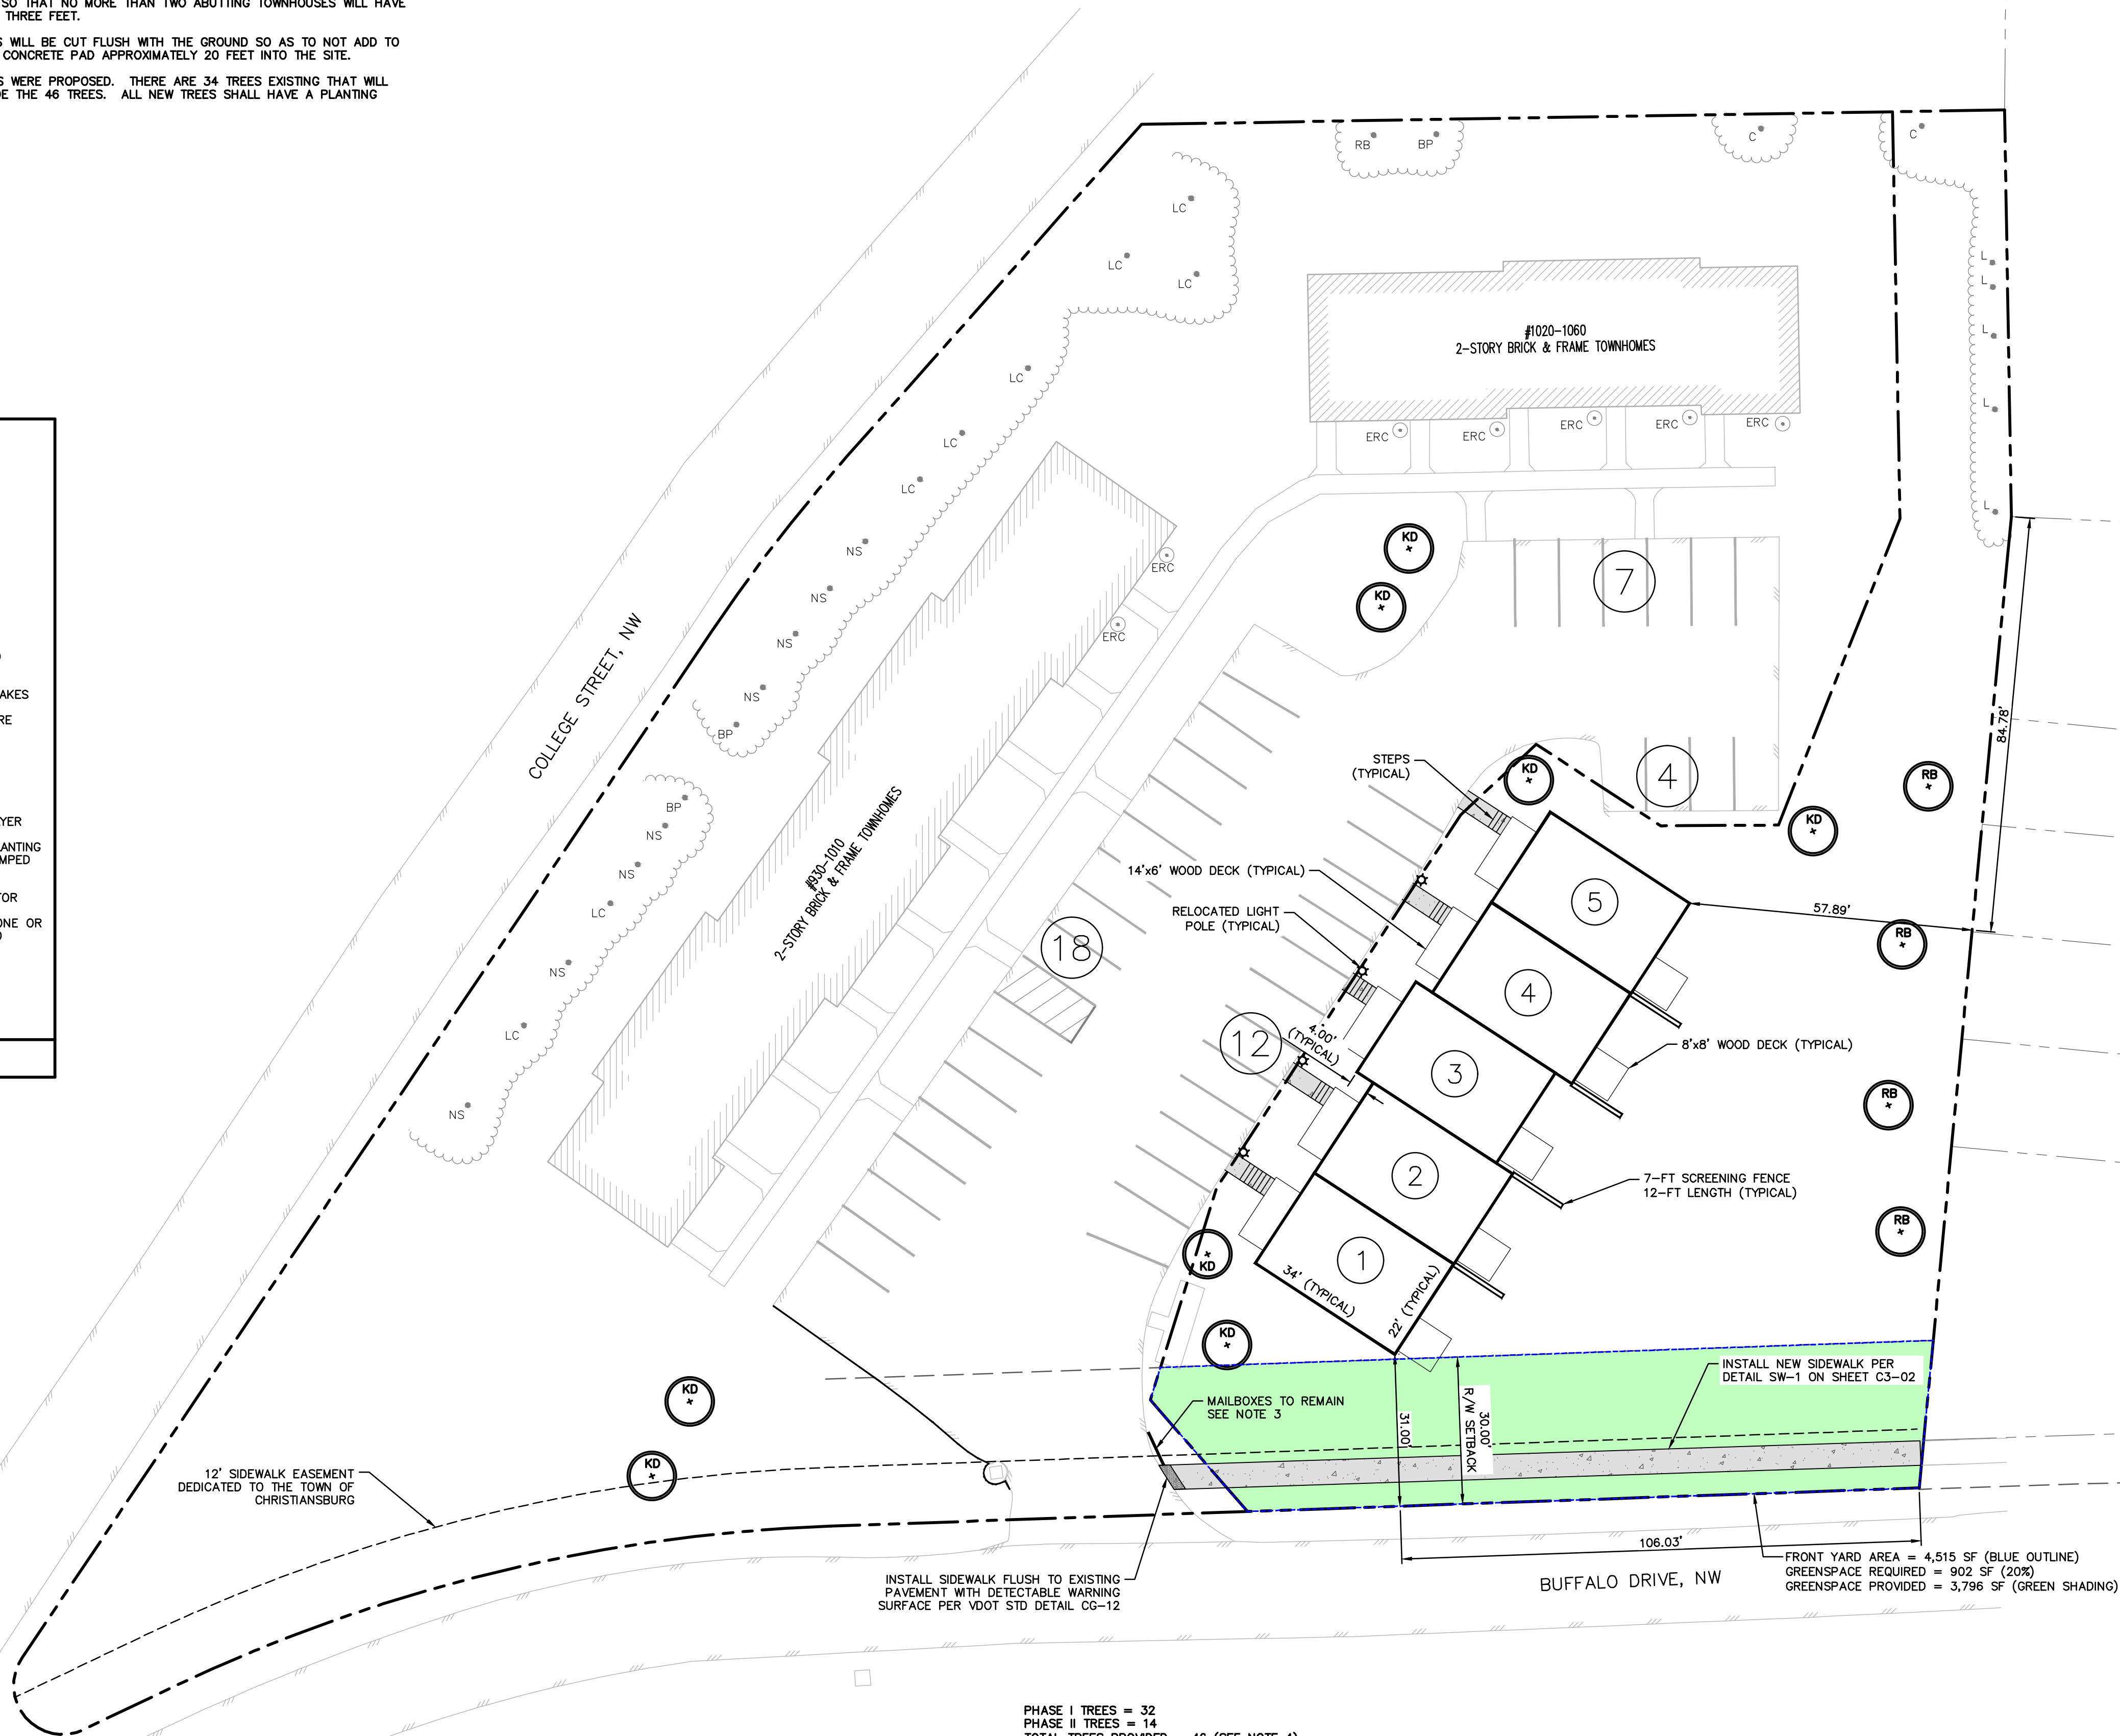 SO THAT NO MORE THAN TWO ABUTTING TOWNHOUSES WILL HAVE
THREE FEET.
WILL BE CUT FLUSH WITH THE GROUND SO AS TO NOT ADD TO
CONCRETE PAD APPROXIMATELY 20 FEET INTO THE SITE.
WERE PROPOSED. THERE ARE 34 TREES EXISTING THAT WILL
THE 46 TREES. ALL NEW TREES SHALL HAVE A PLANTING
RB
BP
C
C
LC
LC
LC
L
L
L
L
L
#1020-1060
2-STORY BRICK & FRAME TOWNHOMES
LC
LC
LC
ERC
ERC
ERC
ERC
ERC
NS
NS
NS
NS
BP
ERC
ERC
KD
KD
7
COLLEGE STREET, NW
84.78'
STEPS
(TYPICAL)
KD
4
RB
KD
BP
NS
NS
LC
NS
LC
NS
#930-1010
2-STORY BRICK & FRAME TOWNHOMES
14'x6' WOOD DECK (TYPICAL)
RELOCATED LIGHT
POLE (TYPICAL)
18
5
57.89'
RB
4
12
4.00'
(TYPICAL)
3
8'x8' WOOD DECK (TYPICAL)
RB
2
7-FT SCREENING FENCE
12-FT LENGTH (TYPICAL)
RB
KD
1
34' (TYPICAL)
22' (TYPICAL)
KD
KD
KD
INSTALL NEW SIDEWALK PER
DETAIL SW-1 ON SHEET C3-02
MAILBOXES TO REMAIN
SEE NOTE 3
31.00'
30.00'
R/W SETBACK
12' SIDEWALK EASEMENT
DEDICATED TO THE TOWN OF
CHRISTIANSBURG
106.03'
INSTALL SIDEWALK FLUSH TO EXISTING
PAVEMENT WITH DETECTABLE WARNING
SURFACE PER VDOT STD DETAIL CG-12
BUFFALO DRIVE, NW
FRONT YARD AREA = 4,515 SF (BLUE OUTLINE)
GREENSPACE REQUIRED = 902 SF (20%)
GREENSPACE PROVIDED = 3,796 SF (GREEN SHADING)
PHASE I TREES = 32
PHASE II TREES = 14
TOTAL TREES PROVIDED = 46 (SEE NOTE 4)